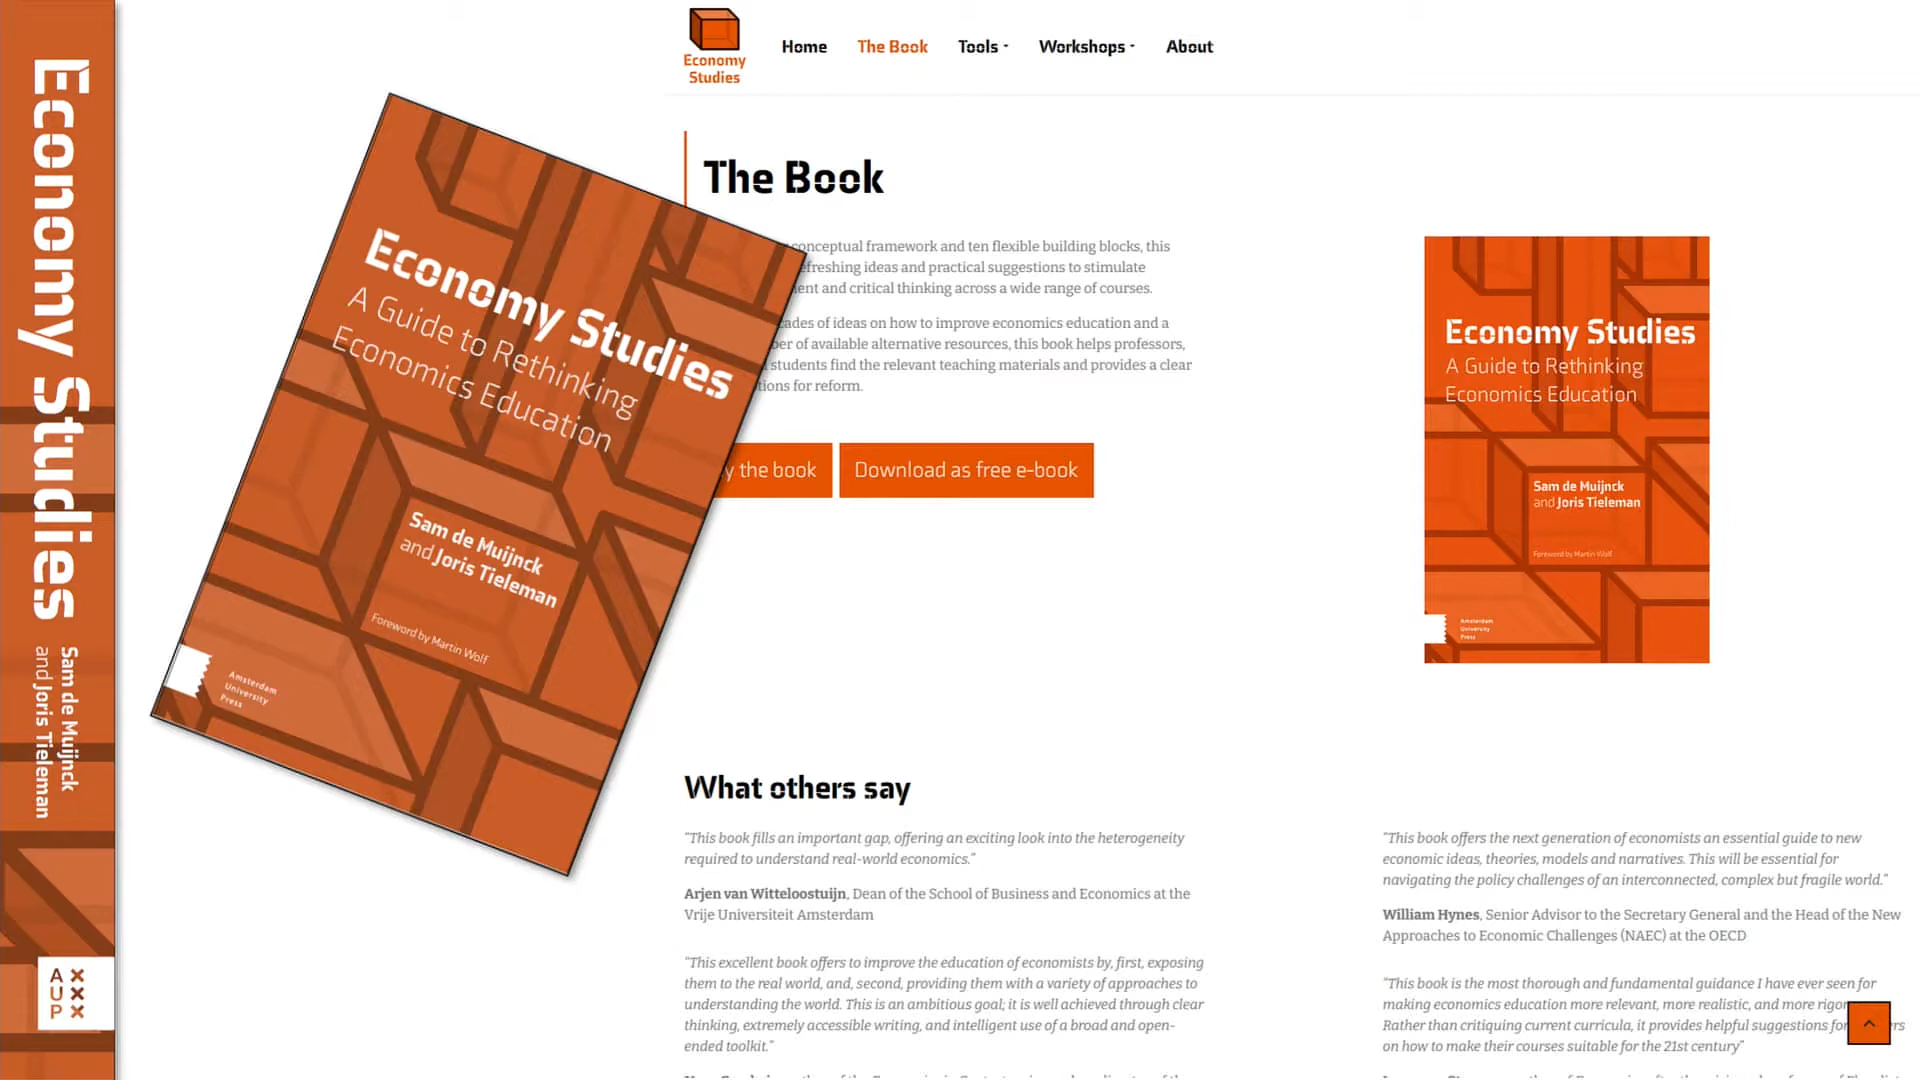 Economy Studies
Sam de Muijnck
and Joris Tieleman
A U P
Economy
Studies
Home
The Book
Tools
Workshops
About
Economy Studies
A Guide to Rethinking
Economics Education
Sam de Muijnck
and Joris Tieleman
Foreword by Martin Wolf
Amsterdam
University
Press
The Book
conceptual framework and ten flexible building blocks, this
refreshing ideas and practical suggestions to stimulate
and critical thinking across a wide range of courses.
of ideas on how to improve economics education and a
of available alternative resources, this book helps professors,
students find the relevant teaching materials and provides a clear
for reform.
the book
Download as free e-book
Economy Studies
A Guide to Rethinking
Economics Education
Sam de Muijnck
and Joris Tieleman
Foreword by Martin Wolf
Amsterdam
University
Press
What others say
"This book fills an important gap, offering an exciting look into the heterogeneity
required to understand real-world economics."
Arjen van Witteloostuijn, Dean of the School of Business and Economics at the
Vrije Universiteit Amsterdam
"This excellent book offers to improve the education of economists by, first, exposing
them to the real world, and, second, providing them with a variety of approaches to
understanding the world. This is an ambitious goal; it is well achieved through clear
thinking, extremely accessible writing, and intelligent use of a broad and open-
ended toolkit."
"This book offers the next generation of economists an essential guide to new
economic ideas, theories, models and narratives. This will be essential for
navigating the policy challenges of an interconnected, complex but fragile world."
William Hynes, Senior Advisor to the Secretary General and the Head of the New
Approaches to Economic Challenges (NAEC) at the OECD
"This book is the most thorough and fundamental guidance I have ever seen for
making economics education more relevant, more realistic, and more
Rather than critiquing current curricula, it provides helpful suggestions for
on how to make their courses suitable for the 21st century"